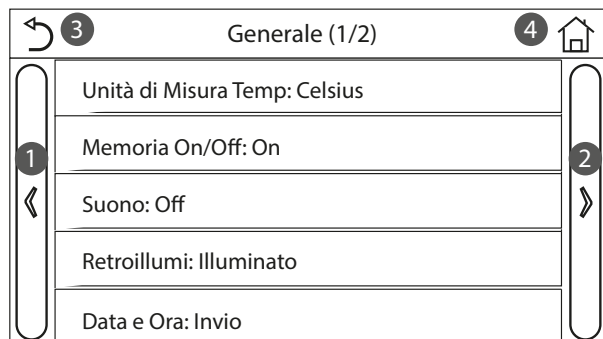 3 Generale (1/2) 4
Unità di Misura Temp: Celsius
Memoria On/Off: On
1 2
Suono: Off
Retroillumi: Illuminato
Data e Ora: Invio